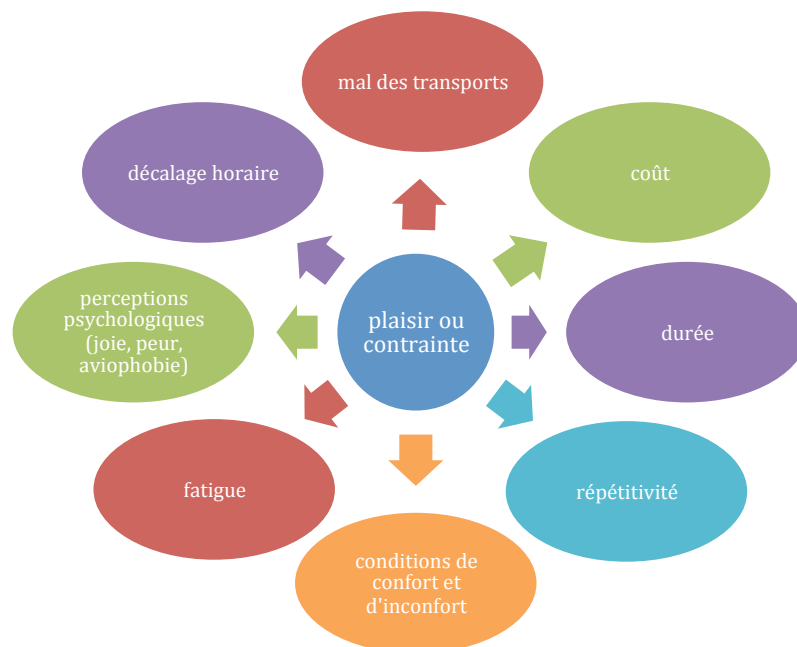 mal des transports
coût
durée
répétitivité
conditions de
confort et
d'inconfort
fatigue
perceptions
psychologiques
(joie, peur,
aviophobie)
décalage horaire
plaisir ou
contrainte